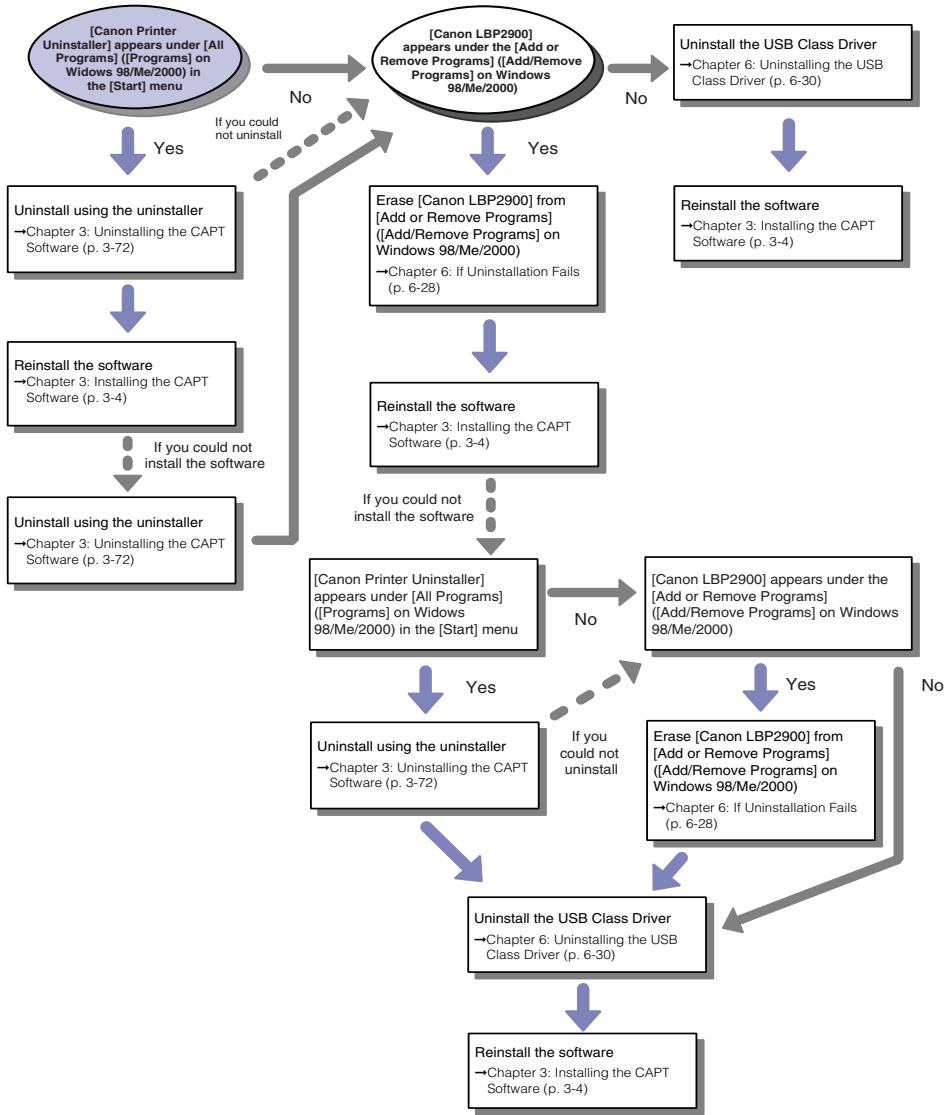 [Canon Printer
Uninstaller] appears under [All
Programs] ([Programs] on
Widows 98/Me/2000) in
the [Start] menu
No
[Canon LBP2900]
appears under the [Add or
Remove Programs] ([Add/Remove
Programs] on Windows
98/Me/2000)
No
Uninstall the USB Class Driver
→Chapter 6: Uninstalling the USB
Class Driver (p. 6-30)
If you could
not uninstall
Yes
Yes
Uninstall using the uninstaller
→Chapter 3: Uninstalling the CAPT
Software (p. 3-72)
Erase [Canon LBP2900] from
[Add or Remove Programs]
([Add/Remove Programs] on
Windows 98/Me/2000)
→Chapter 6: If Uninstallation Fails
(p. 6-28)
Reinstall the software
→Chapter 3: Installing the CAPT
Software (p. 3-4)
Reinstall the software
→Chapter 3: Installing the CAPT
Software (p. 3-4)
Reinstall the software
→Chapter 3: Installing the CAPT
Software (p. 3-4)
If you could not
install the software
If you could not
install the software
Uninstall using the uninstaller
→Chapter 3: Uninstalling the CAPT
Software (p. 3-72)
[Canon Printer Uninstaller]
appears under [All Programs]
([Programs] on Widows
98/Me/2000) in the [Start] menu
No
[Canon LBP2900] appears under the
[Add or Remove Programs]
([Add/Remove Programs] on Windows
98/Me/2000)
Yes
Yes
No
If you
could not
uninstall
Uninstall using the uninstaller
→Chapter 3: Uninstalling the CAPT
Software (p. 3-72)
Erase [Canon LBP2900] from
[Add or Remove Programs]
([Add/Remove Programs] on
Windows 98/Me/2000)
→Chapter 6: If Uninstallation Fails
(p. 6-28)
Uninstall the USB Class Driver
→Chapter 6: Uninstalling the USB
Class Driver (p. 6-30)
Reinstall the software
→Chapter 3: Installing the CAPT
Software (p. 3-4)